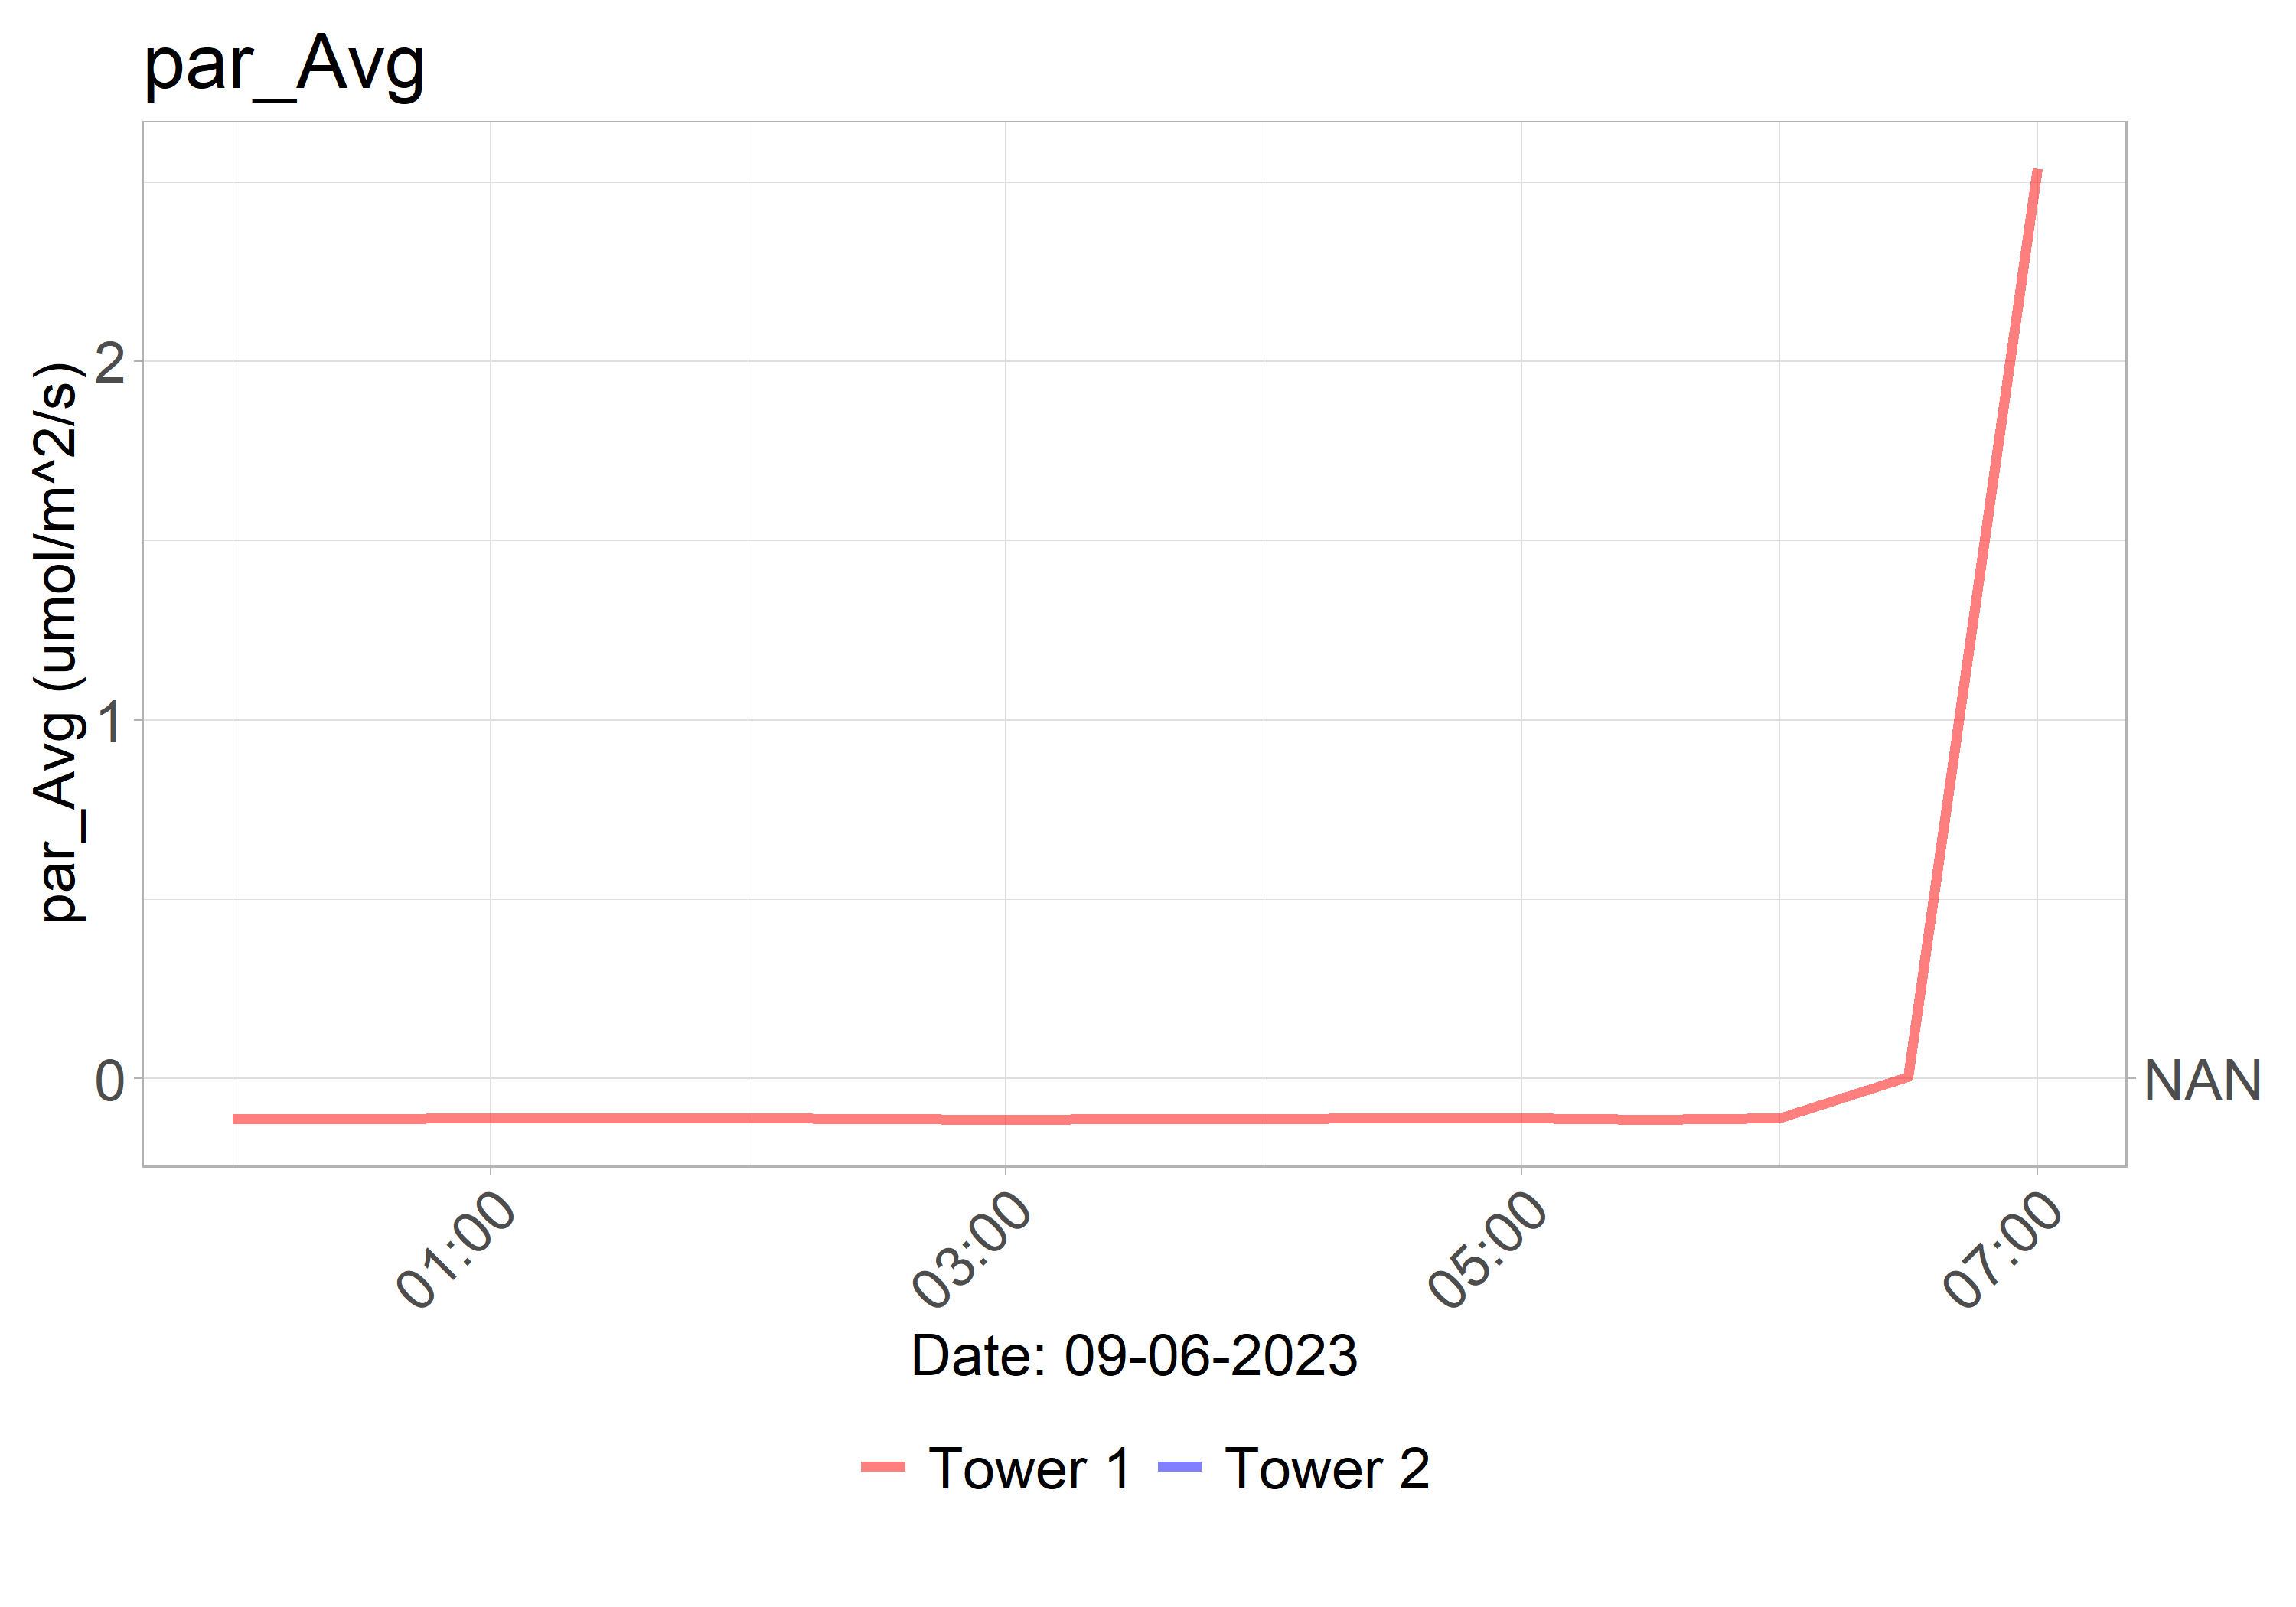 par_Avg
par_Avg (umol/m^2/s)
2
1
0
NAN
01:00
03:00
05:00
07:00
Date: 09-06-2023
Tower 1
Tower 2